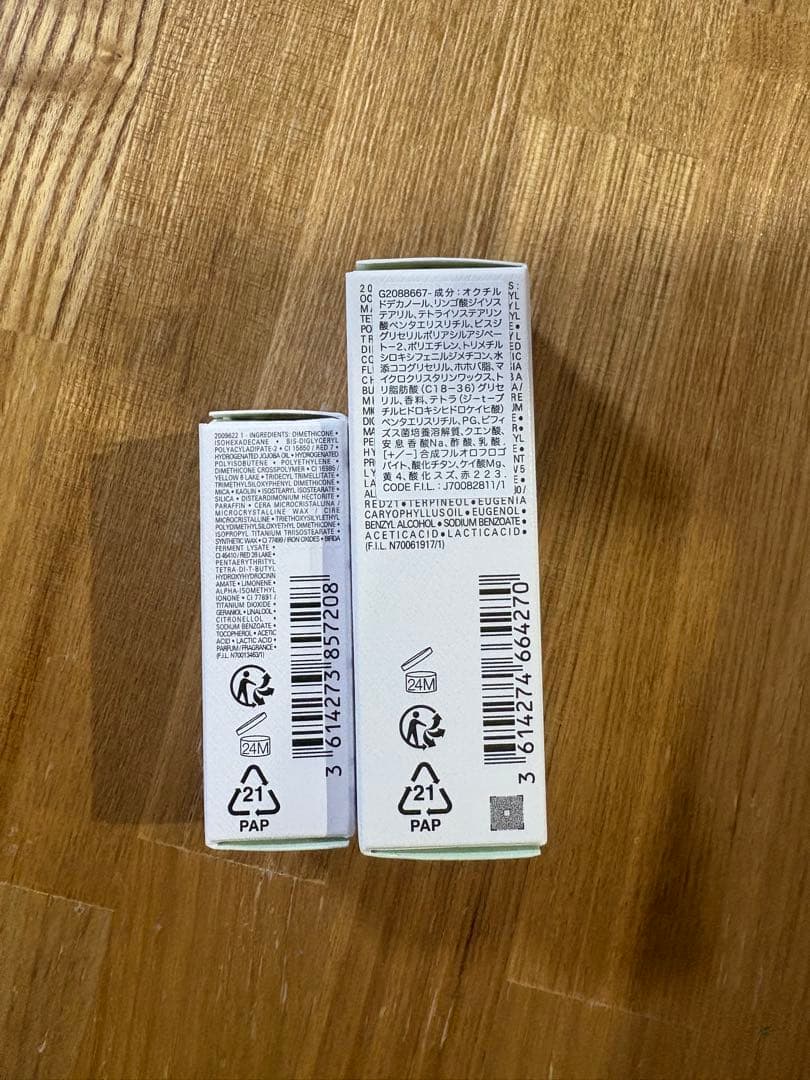 2009622 1 - INGREDIENTS: DIMETHICONE •
ISOHEXADECANE • BIS-DIGLYCERYL
POLYACYLADIPATE-2 • CI 15850 / RED 7 •
HYDROGENATED JOJOBA OIL • HYDROGENATED
POLYISOBUTENE • POLYETHYLENE •
DIMETHICONE CROSSPOLYMER • CI 15985 /
YELLOW 6 LAKE • TRIDECYL TRIMELLITATE •
TRIMETHYLSILOXYPHENYL DIMETHICONE •
MICA • KAOLIN • ISOSTEARYL ISOSTEARATE •
SILICA • DISTEARDIMONIUM HECTORITE •
PARAFFIN • CERA MICROCRISTALLINA /
MICROCRYSTALLINE WAX / CIRE
MICROCRISTALLINE • TRIETHOXYSILYLETHYL
POLYDIMETHYLSILOXYETHYL DIMETHICONE •
ISOPROPYL TITANIUM TRIISOSTEARATE •
SYNTHETIC WAX • CI 77499 / IRON OXIDES • BIFIDA
FERMENT LYSATE •
CI 45410 / RED 28 LAKE •
PENTAERYTHRITYL
TETRA-DI-T-BUTYL
HYDROXYHYDROCINN
AMATE • LIMONENE •
ALPHA-ISOMETHYL
IONONE • CI 77891 /
TITANIUM DIOXIDE •
GERANIOL • LINALOOL •
CITRONELLOL •
SODIUM BENZOATE •
TOCOPHEROL • ACETIC
ACID • LACTIC ACID •
PARFUM / FRAGRANCE •
(F.I.L. N70013463/1)
3 614273 857208
24M
21
PAP
G2088667- 成分：オクチル
ドデカノール、リンゴ酸ジイソス
テアリル、テトライソステアリン
酸ペンタエリスリチル、ビスジ
グリセリルポリアシルアジペ
ート-2、ポリエチレン、トリメチル
シロキシフェニルジメチコン、水
添ココグリセリル、ホホバ脂、マ
イクロクリスタリンワックス、ト
リ脂肪酸(C18-36)グリセ
リル、香料、テトラ(ジ-t-ブ
チルヒドロキシヒドロケイヒ酸)
ペンタエリスリチル、PG、ビフィ
ズス菌培養溶解質、クエン酸、
安息香酸Na、酢酸、乳酸、
[+/-] 合成フルオロフロゴ
パイト、酸化チタン、ケイ酸Mg、
黄4、酸化スズ、赤223.
CODE F.I.L. :J70082811/1
RED21 • TERPINEOL • EUGENIA
CARYOPHYLLUS OIL • EUGENOL •
BENZYL ALCOHOL • SODIUM BENZOATE •
ACETIC ACID • LACTIC ACID •
(F.I.L. N70061917/1)
3 614274 664270
24M
21
PAP